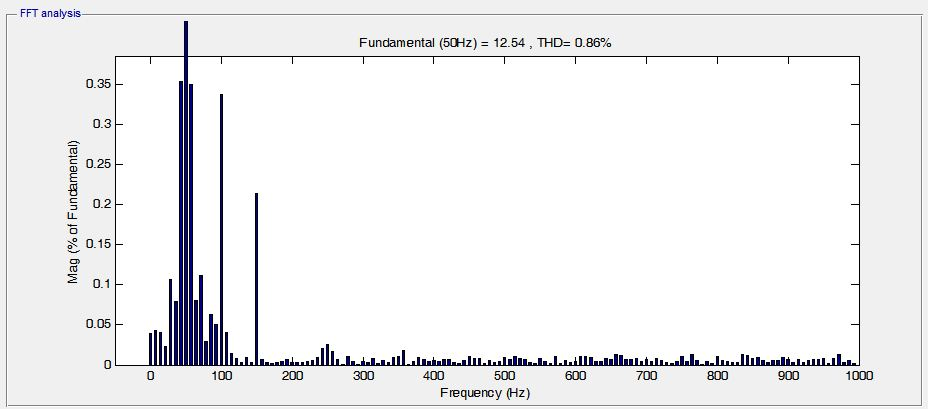 FFT analysis
Fundamental (50Hz) = 12.54 , THD= 0.86%
Mag (% of Fundamental)
0.35
0.3
0.25
0.2
0.15
0.1
0.05
0
0 100 200 300 400 500 600 700 800 900 1000
Frequency (Hz)